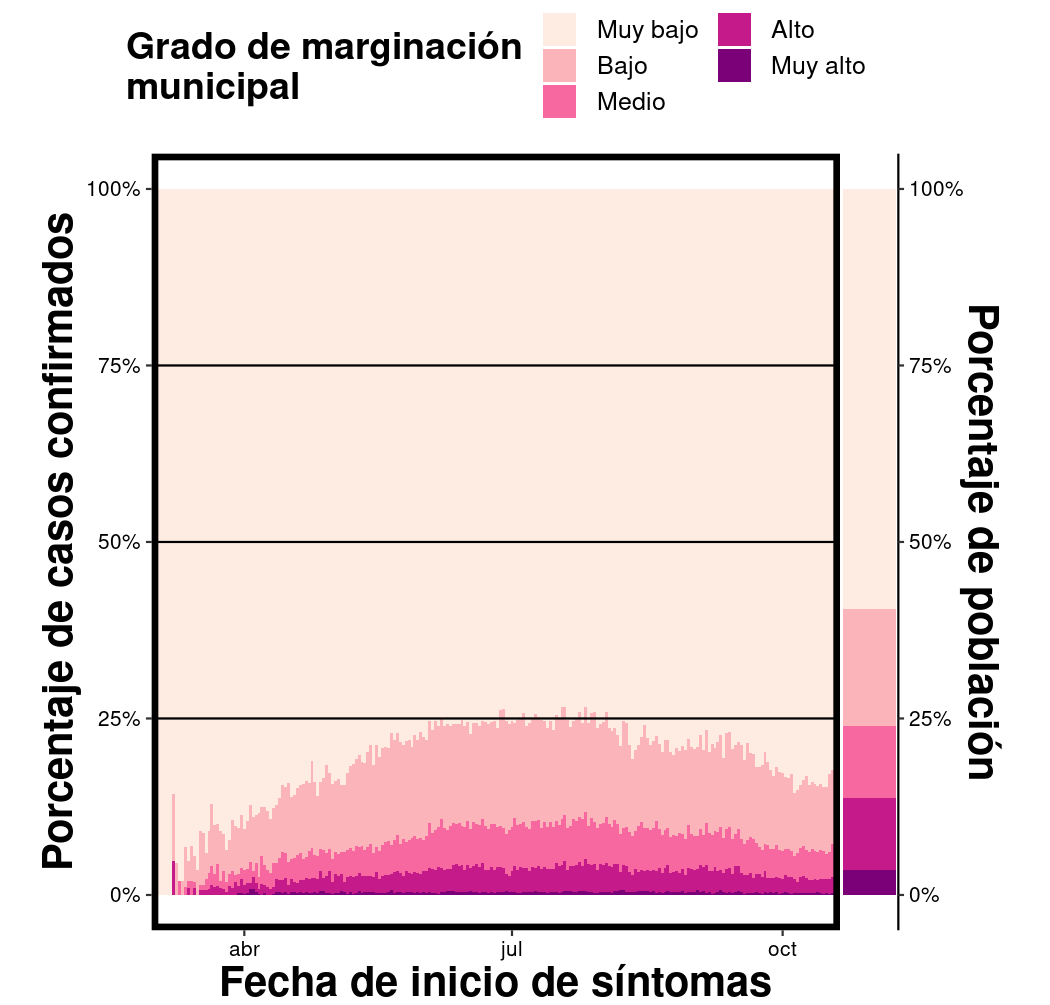 Grado de marginación
municipal
Muy bajo
Bajo
Medio
Alto
Muy alto
Porcentaje de casos confirmados
100%
75%
50%
25%
0%
100%
75%
50%
25%
0%
Porcentaje de población
abr
jul
oct
Fecha de inicio de síntomas